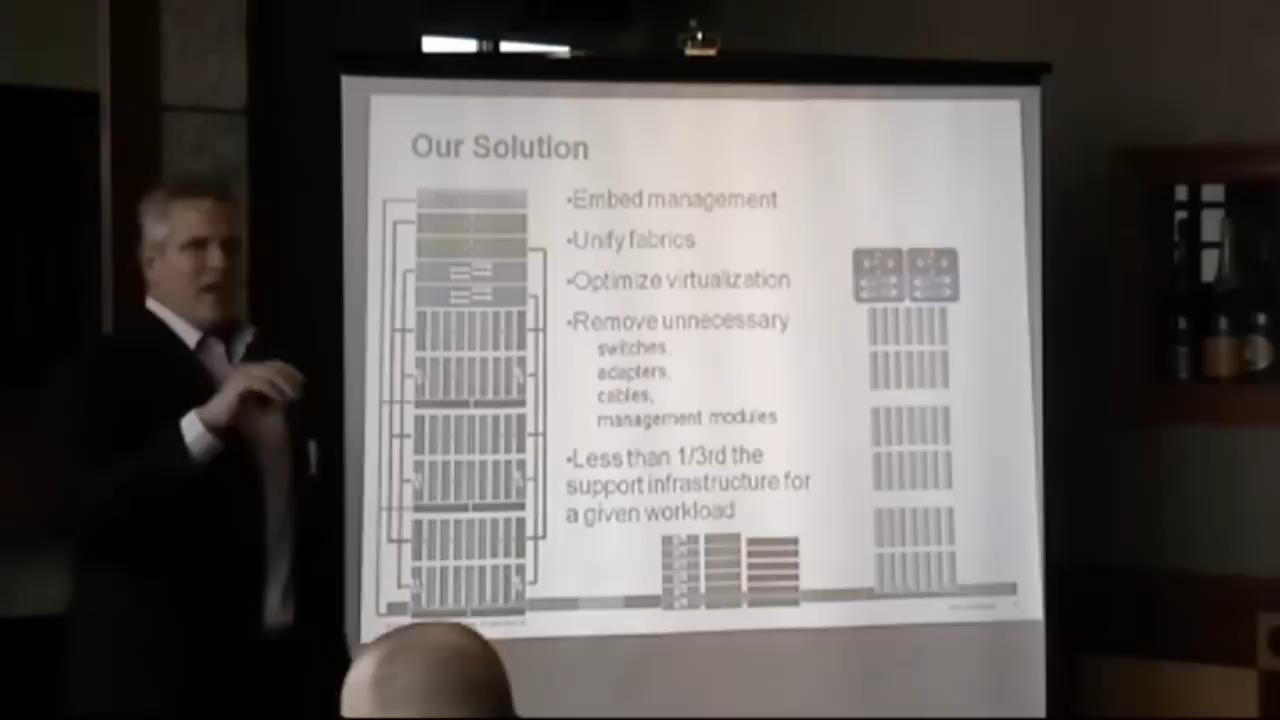 Our Solution
•Embed management
•Unify fabrics
•Optimize virtualization
•Remove unnecessary
switches,
adapters,
cables,
management modules
•Less than 1/3rd the
support infrastructure for
a given workload